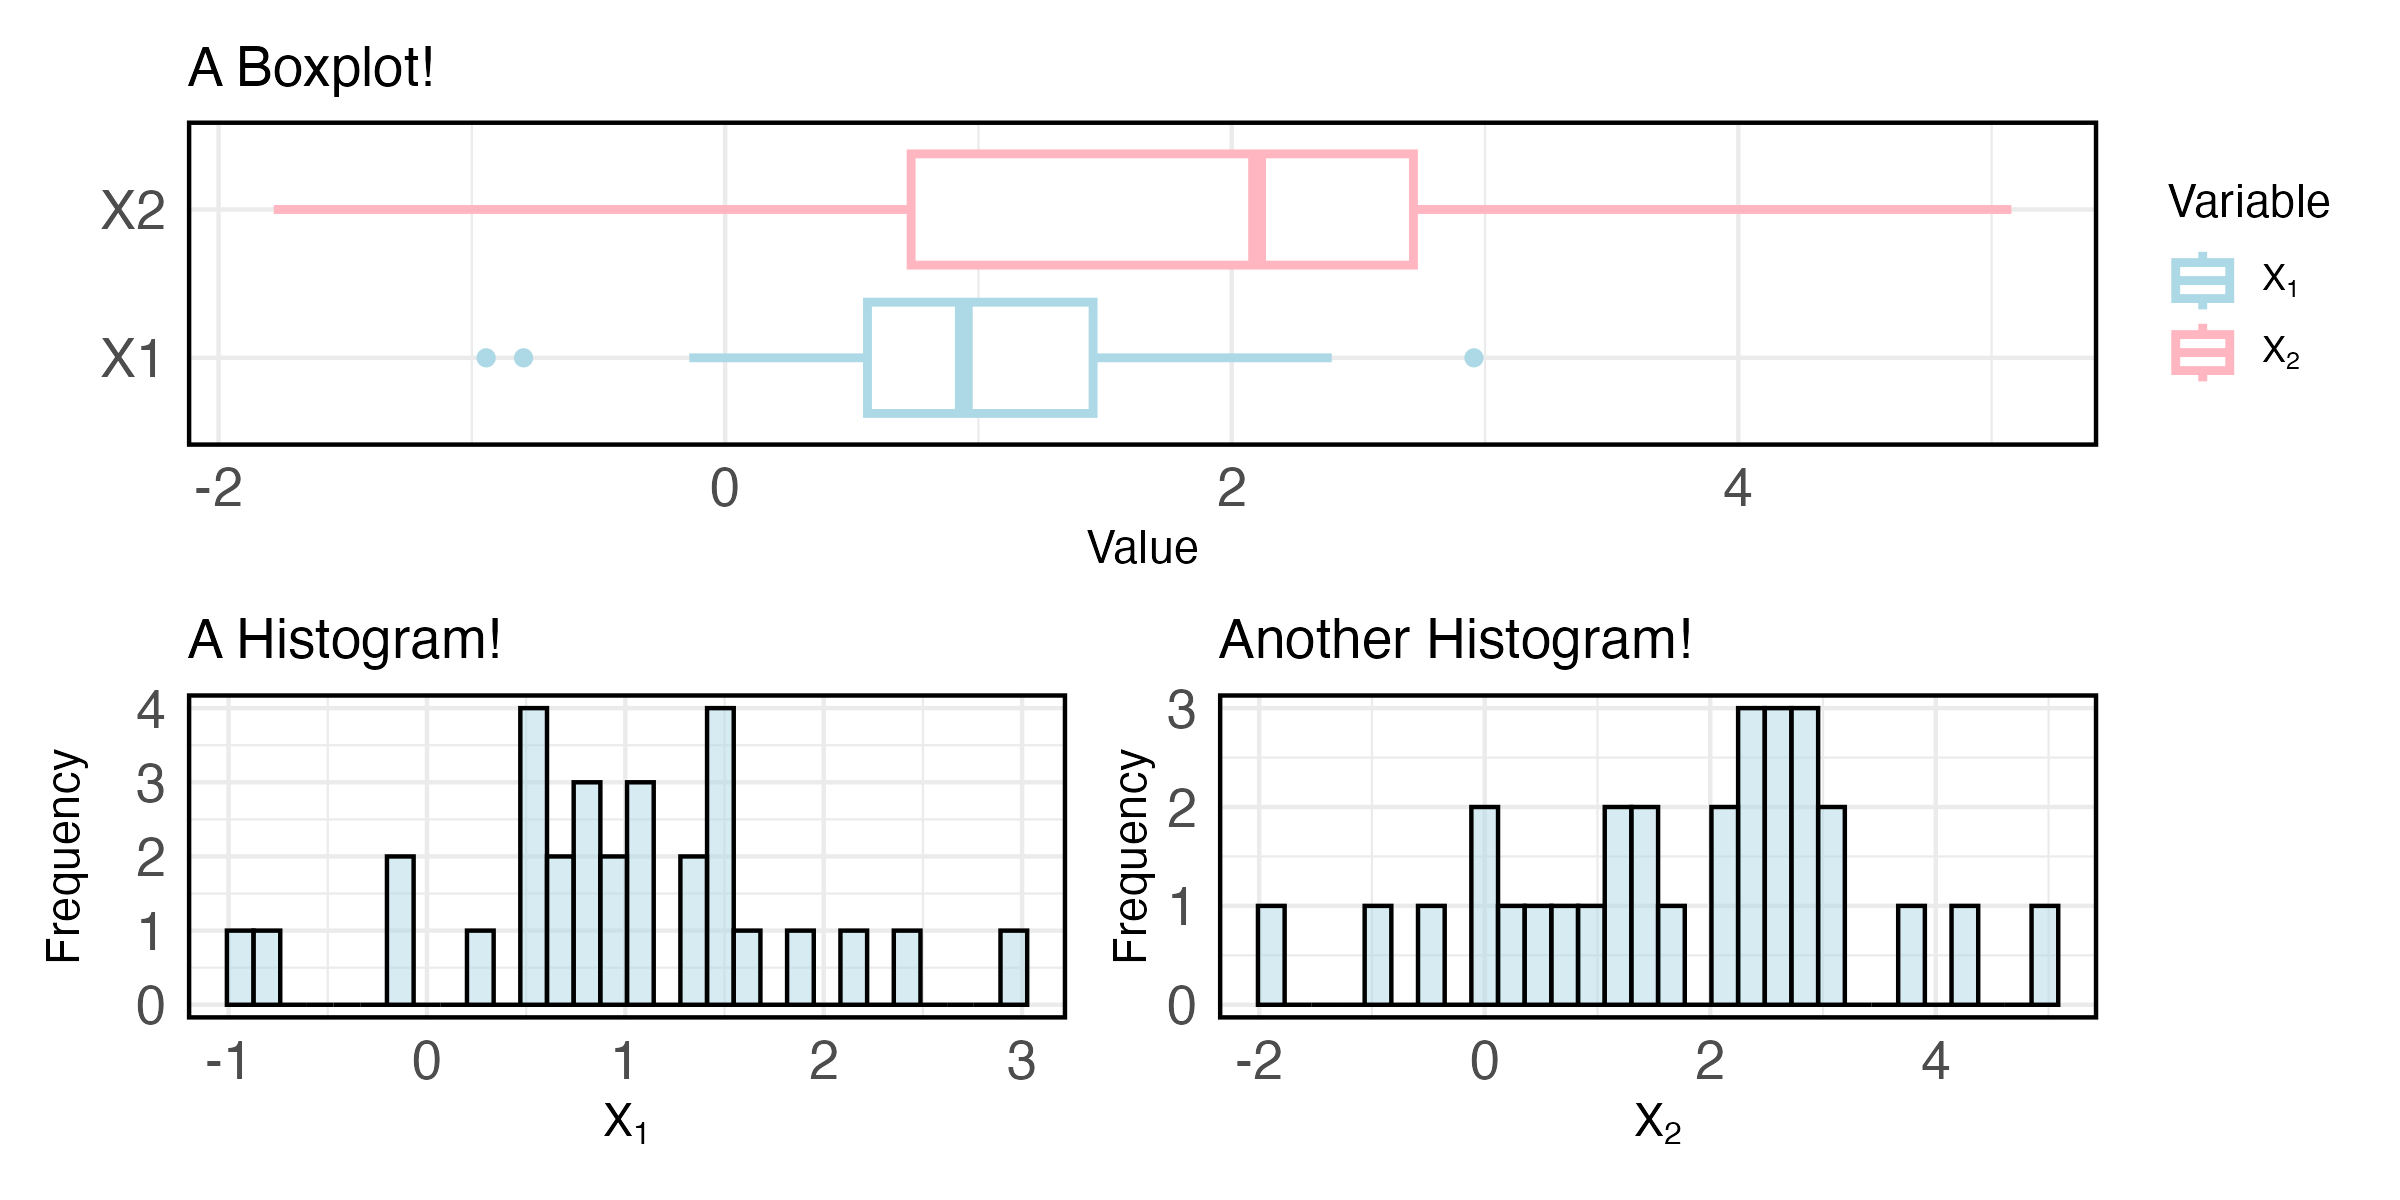 A Boxplot!
X2
X1
-2 0 2 4
Value
Variable
X₁
X₂
A Histogram!
Frequency
4
3
2
1
0
-1 0 1 2 3
X₁
Another Histogram!
Frequency
3
2
1
0
-2 0 2 4
X₂